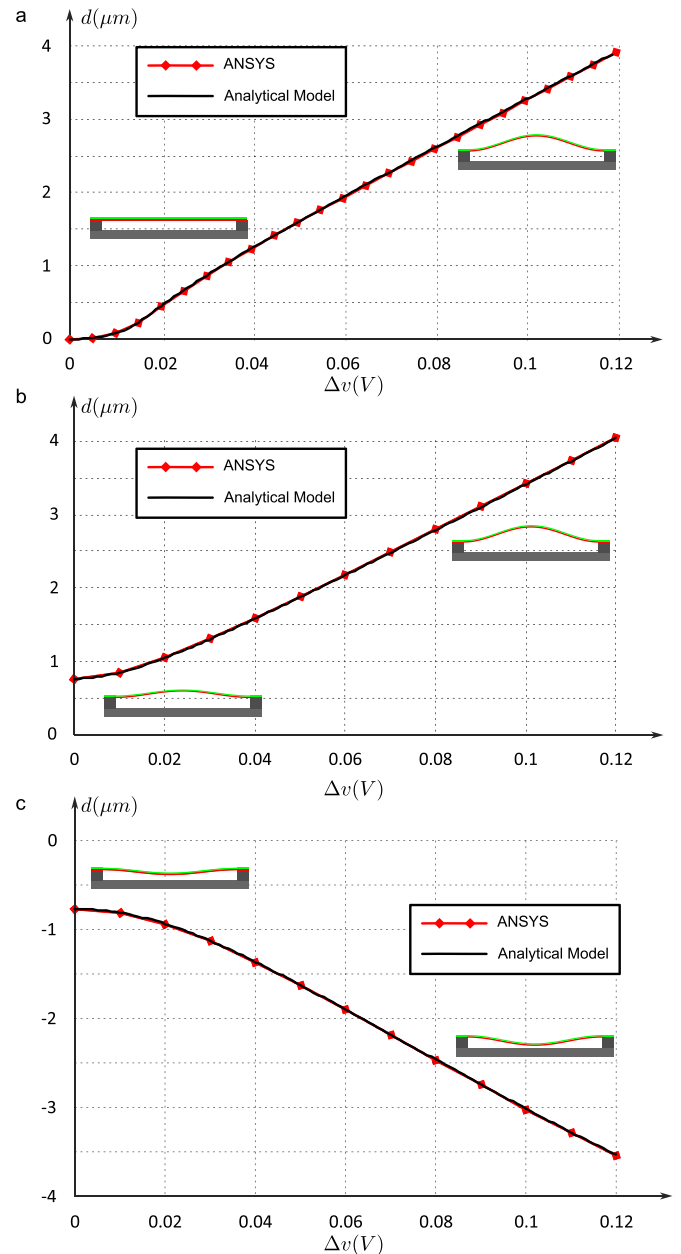 a
d(μm)
4
3
2
1
0
ANSYS
Analytical Model
0 0.02 0.04 0.06 0.08 0.1 0.12
Δv(V)
b
d(μm)
4
3
2
1
0
ANSYS
Analytical Model
0 0.02 0.04 0.06 0.08 0.1 0.12
Δv(V)
c
d(μm)
0
-1
-2
-3
-4
ANSYS
Analytical Model
0 0.02 0.04 0.06 0.08 0.1 0.12
Δv(V)